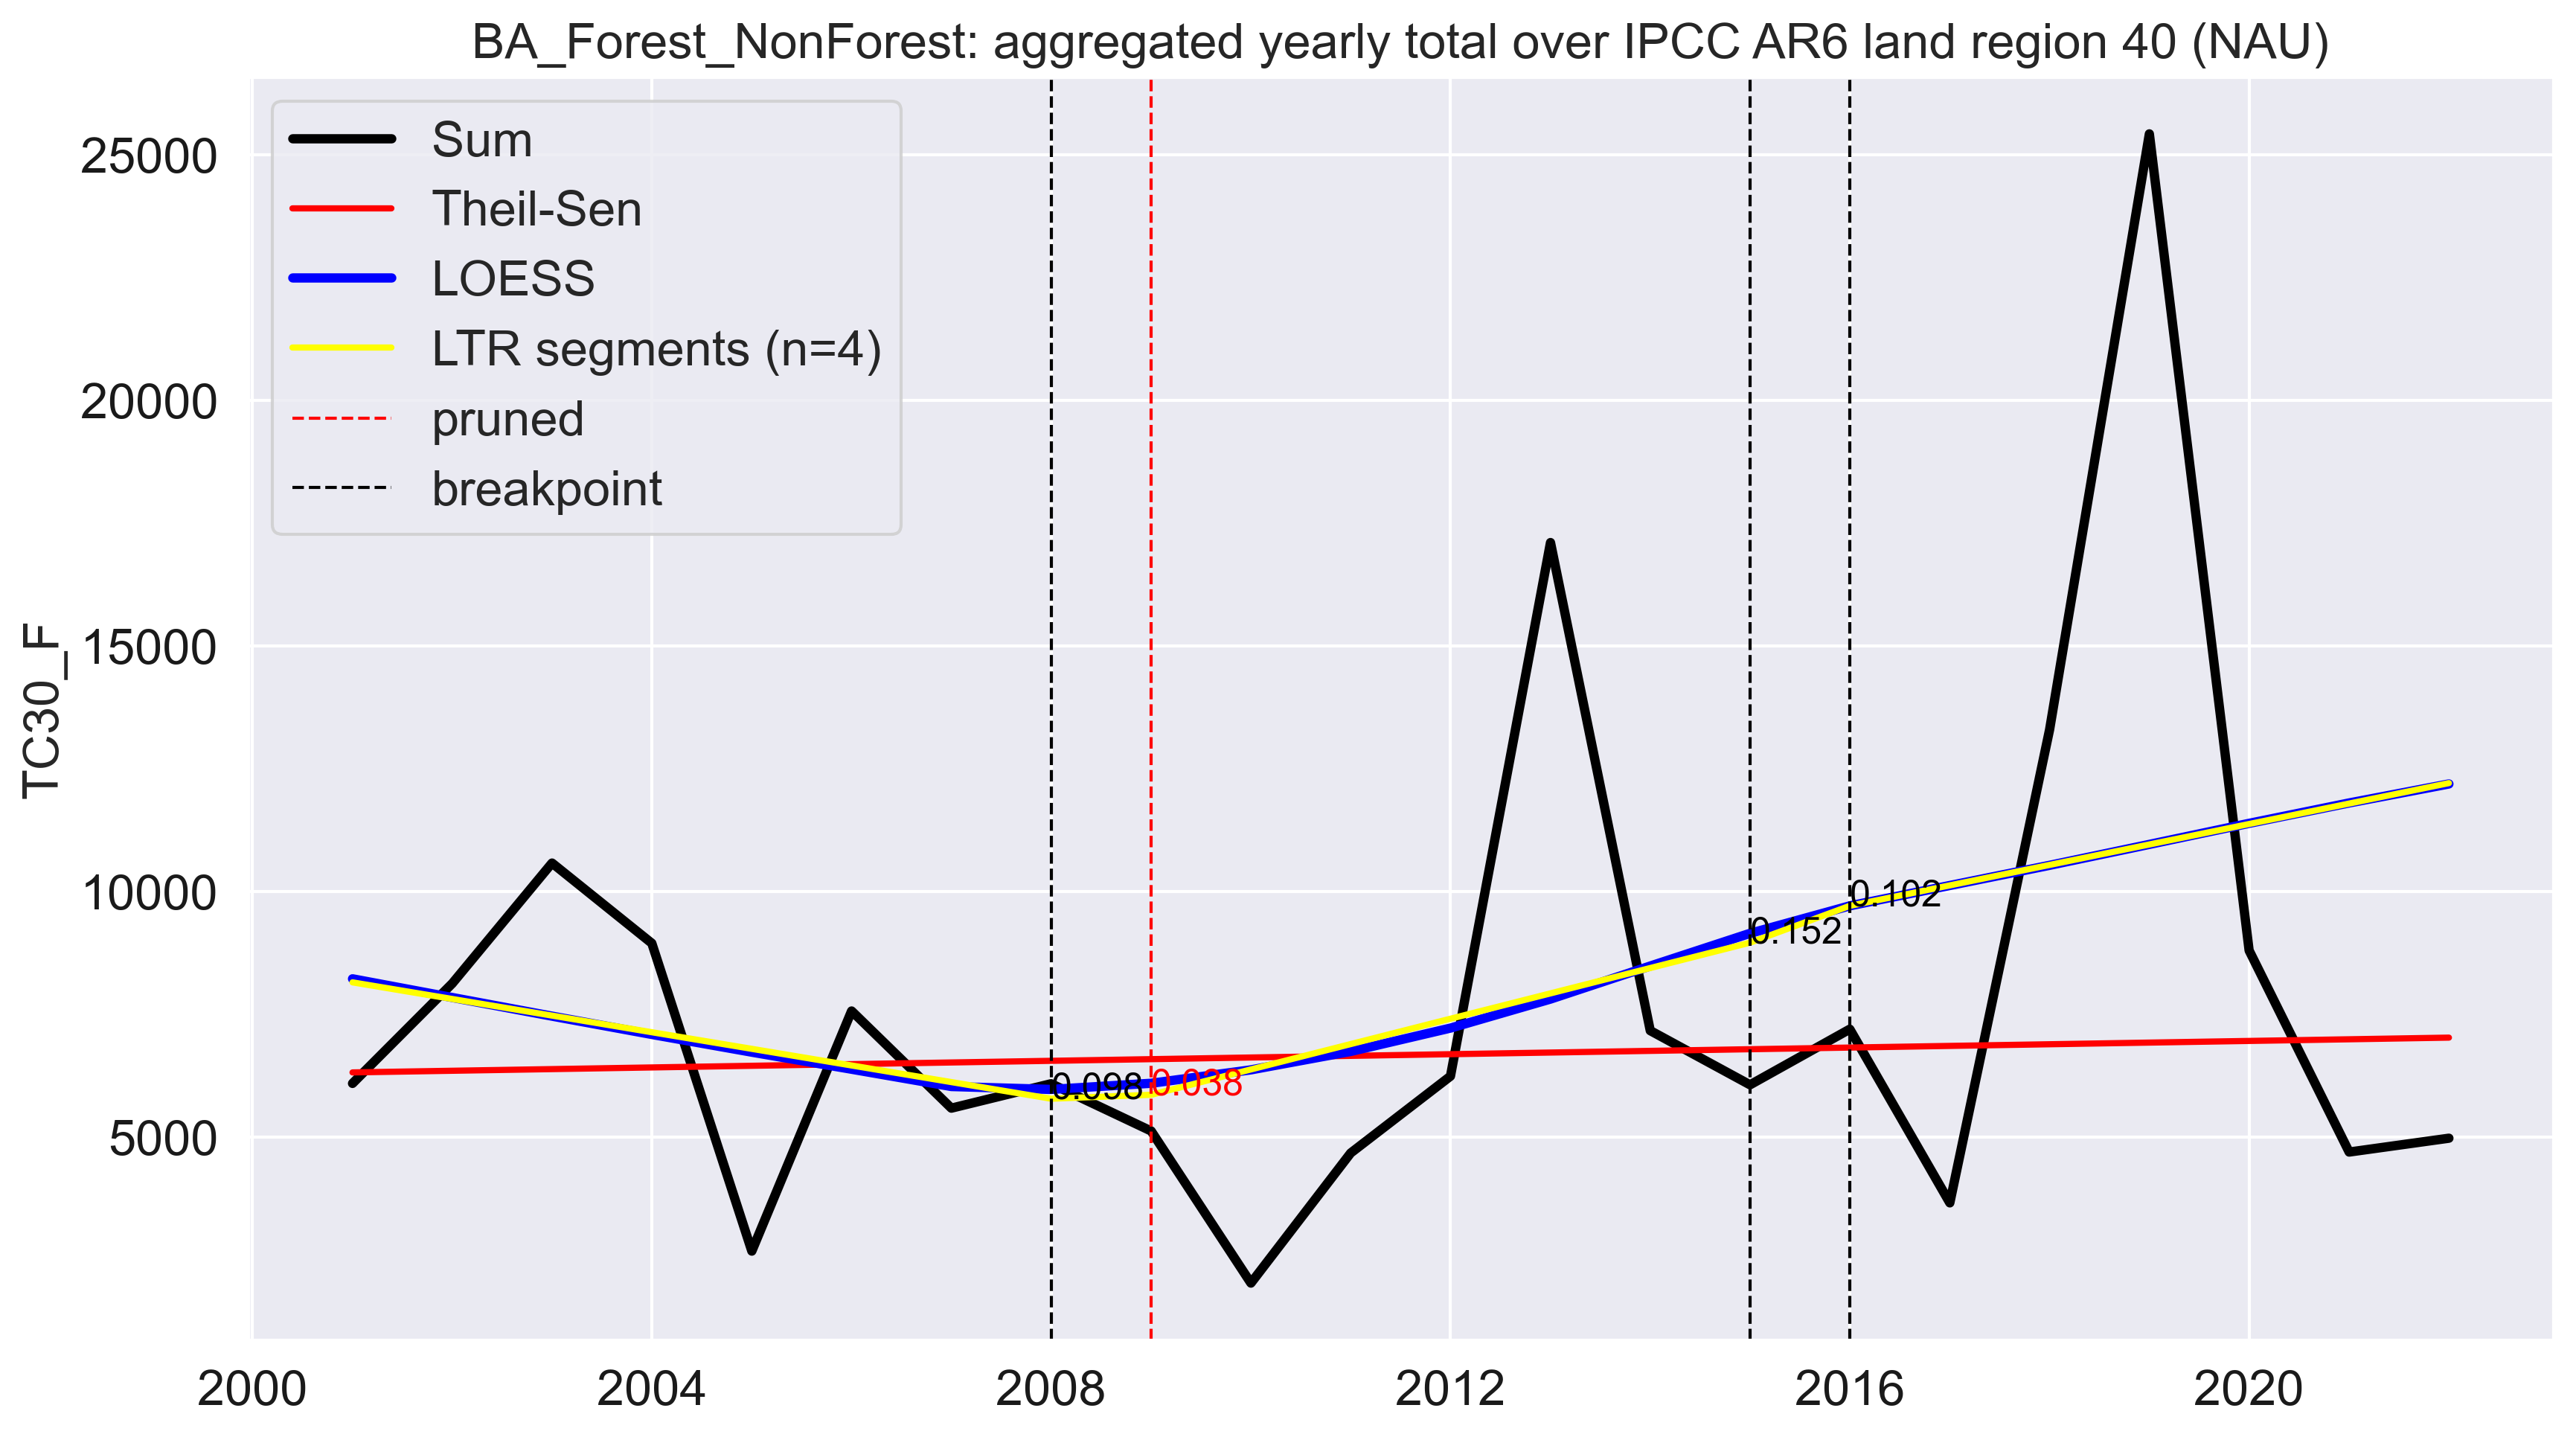 BA_Forest_NonForest: aggregated yearly total over IPCC AR6 land region 40 (NAU)
Sum
Theil-Sen
LOESS
LTR segments (n=4)
pruned
breakpoint
TC30_F
25000
20000
15000
10000
5000
0.098
0.038
0.152
0.102
2000
2004
2008
2012
2016
2020